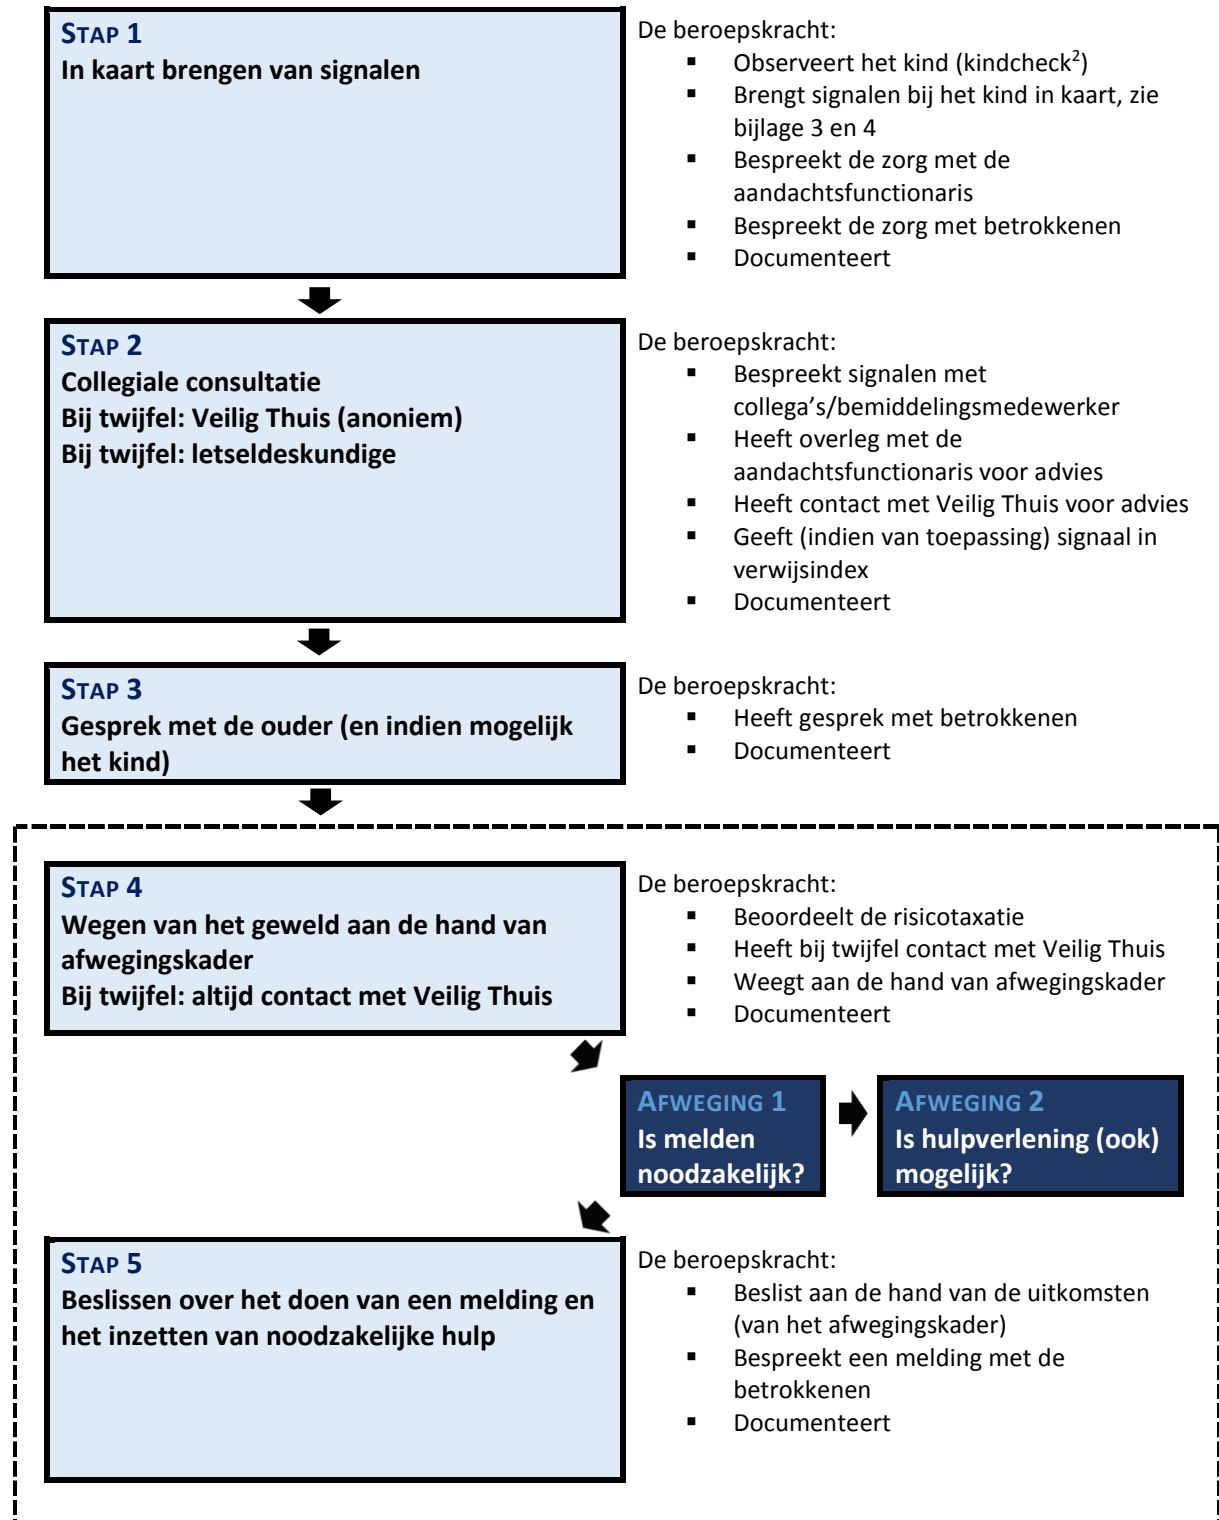 STAP 1
In kaart brengen van signalen
De beroepskracht:
▪ Observeert het kind (kindcheck²)
▪ Brengt signalen bij het kind in kaart, zie
bijlage 3 en 4
▪ Bespreekt de zorg met de
aandachtsfunctionaris
▪ Bespreekt de zorg met betrokkenen
▪ Documenteert
STAP 2
Collegiale consultatie
Bij twijfel: Veilig Thuis (anoniem)
Bij twijfel: letseldeskundige
De beroepskracht:
▪ Bespreekt signalen met
collega’s/bemiddelingsmedewerker
▪ Heeft overleg met de
aandachtsfunctionaris voor advies
▪ Heeft contact met Veilig Thuis voor advies
▪ Geeft (indien van toepassing) signaal in
verwijsindex
▪ Documenteert
STAP 3
Gesprek met de ouder (en indien mogelijk
het kind)
De beroepskracht:
▪ Heeft gesprek met betrokkenen
▪ Documenteert
STAP 4
Wegen van het geweld aan de hand van
afwegingskader
Bij twijfel: altijd contact met Veilig Thuis
De beroepskracht:
▪ Beoordeelt de risicotaxatie
▪ Heeft bij twijfel contact met Veilig Thuis
▪ Weegt aan de hand van afwegingskader
▪ Documenteert
AFWEGING 1
Is melden
noodzakelijk?
AFWEGING 2
Is hulpverlening (ook)
mogelijk?
STAP 5
Beslissen over het doen van een melding en
het inzetten van noodzakelijke hulp
De beroepskracht:
▪ Beslist aan de hand van de uitkomsten
(van het afwegingskader)
▪ Bespreekt een melding met de
betrokkenen
▪ Documenteert